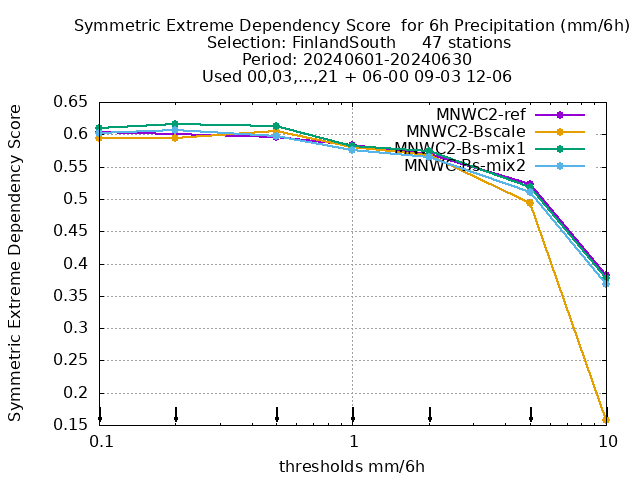 Symmetric Extreme Dependency Score  for 6h Precipitation (mm/6h)
Selection: FinlandSouth     47 stations
Period: 20240601-20240630
Used 00,03,...,21 + 06-00 09-03 12-06
Symmetric Extreme Dependency Score
0.65
0.6
0.55
0.5
0.45
0.4
0.35
0.3
0.25
0.2
0.15
MNWC2-ref
MNWC2-Bscale
MNWC2-Bs-mix1
MNWC-Bs-mix2
0.1
1
10
thresholds mm/6h